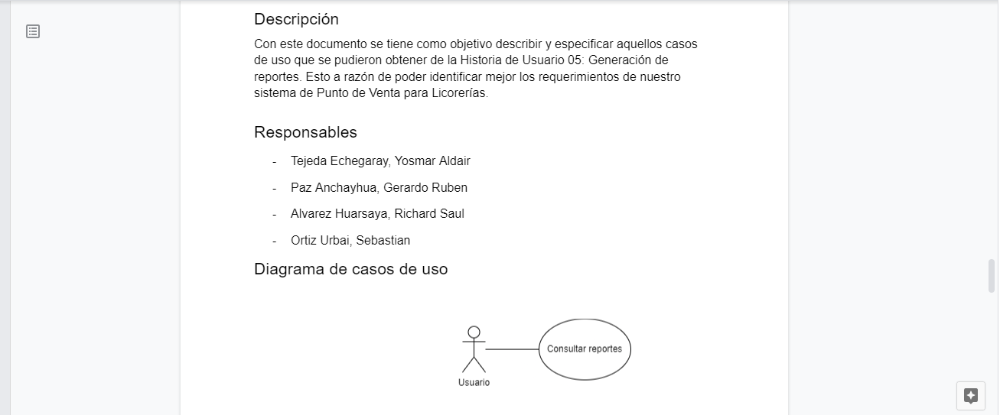 Descripción
Con este documento se tiene como objetivo describir y especificar aquellos casos
de uso que se pudieron obtener de la Historia de Usuario 05: Generación de
reportes. Esto a razón de poder identificar mejor los requerimientos de nuestro
sistema de Punto de Venta para Licorerías.
Responsables
- Tejeda Echegaray, Yosmar Aldair
- Paz Anchayhua, Gerardo Ruben
- Alvarez Huarsaya, Richard Saul
- Ortiz Urbai, Sebastian
Diagrama de casos de uso
Consultar reportes
Usuario